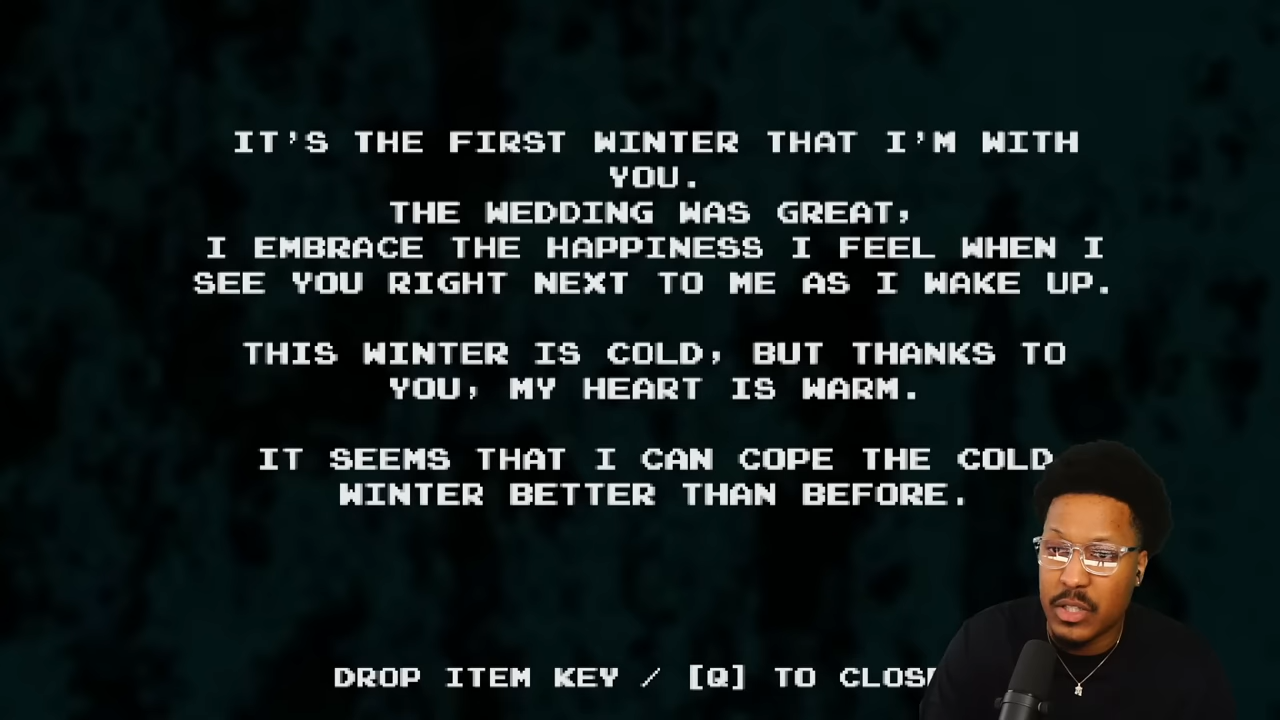 IT'S THE FIRST WINTER THAT I'M WITH
YOU.
THE WEDDING WAS GREAT,
I EMBRACE THE HAPPINESS I FEEL WHEN I
SEE YOU RIGHT NEXT TO ME AS I WAKE UP.
THIS WINTER IS COLD, BUT THANKS TO
YOU, MY HEART IS WARM.
IT SEEMS THAT I CAN COPE THE COLD
WINTER BETTER THAN BEFORE.
DROP ITEM KEY / [Q] TO CLOSE